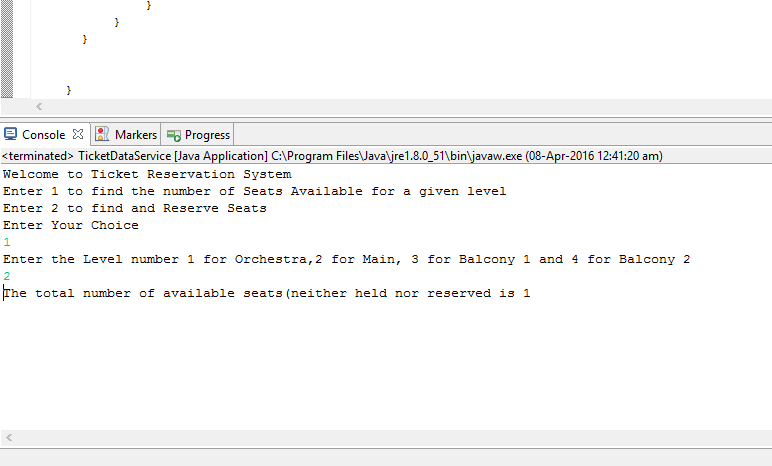 }
}
}
}
Console Markers Progress
<terminated> TicketDataService [Java Application] C:\Program Files\Java\jre1.8.0_51\bin\javaw.exe (08-Apr-2016 12:41:20 am)
Welcome to Ticket Reservation System
Enter 1 to find the number of Seats Available for a given level
Enter 2 to find and Reserve Seats
Enter Your Choice
1
Enter the Level number 1 for Orchestra,2 for Main, 3 for Balcony 1 and 4 for Balcony 2
2
The total number of available seats(neither held nor reserved is 1